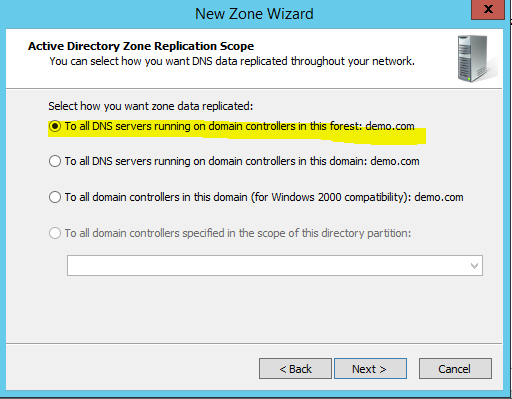 New Zone Wizard
x
Active Directory Zone Replication Scope
You can select how you want DNS data replicated throughout your network.
Select how you want zone data replicated:
To all DNS servers running on domain controllers in this forest: demo.com
To all DNS servers running on domain controllers in this domain: demo.com
To all domain controllers in this domain (for Windows 2000 compatibility): demo.com
To all domain controllers specified in the scope of this directory partition:
< Back Next > Cancel